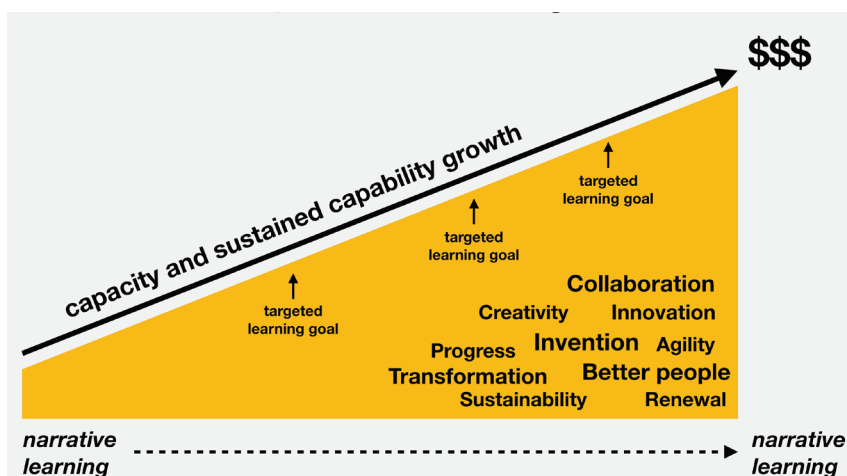 $$$
capacity and sustained capability growth
targeted
learning goal
targeted
learning goal
targeted
learning goal
Collaboration
Creativity Innovation
Invention Agility
Progress
Better people
Transformation
Sustainability Renewal
narrative
learning
narrative
learning